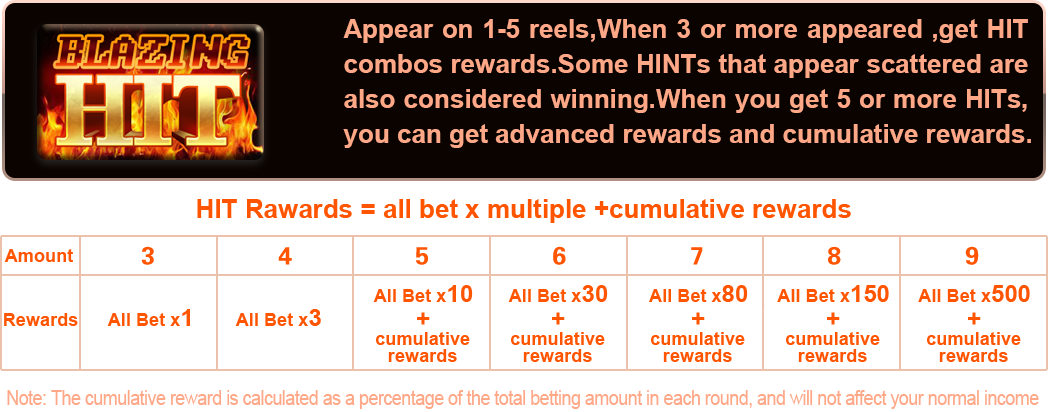 BLAZING
HIT
Appear on 1-5 reels,When 3 or more appeared ,get HIT
combos rewards.Some HINTs that appear scattered are
also considered winning.When you get 5 or more HITs,
you can get advanced rewards and cumulative rewards.
HIT Rawards = all bet x multiple +cumulative rewards
Amount 3 4 5 6 7 8 9
Rewards All Bet x1 All Bet x3 All Bet x10 All Bet x30 All Bet x80 All Bet x150 All Bet x500
+ + + + +
cumulative cumulative cumulative cumulative cumulative
rewards rewards rewards rewards rewards
Note: The cumulative reward is calculated as a percentage of the total betting amount in each round, and will not affect your normal income